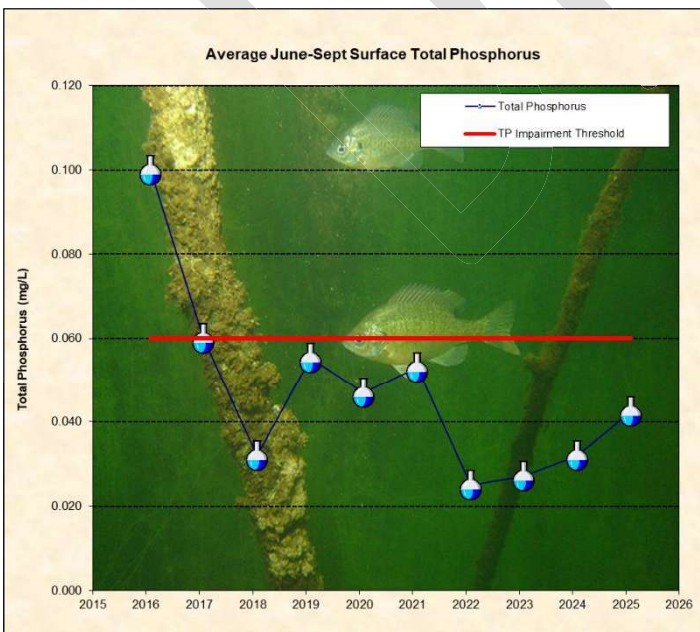 Average June-Sept Surface Total Phosphorus
Total Phosphorus
TP Impairment Threshold
Total Phosphorus (mg/L)
0.120
0.100
0.080
0.060
0.040
0.020
0.000
2015 2016 2017 2018 2019 2020 2021 2022 2023 2024 2025 2026